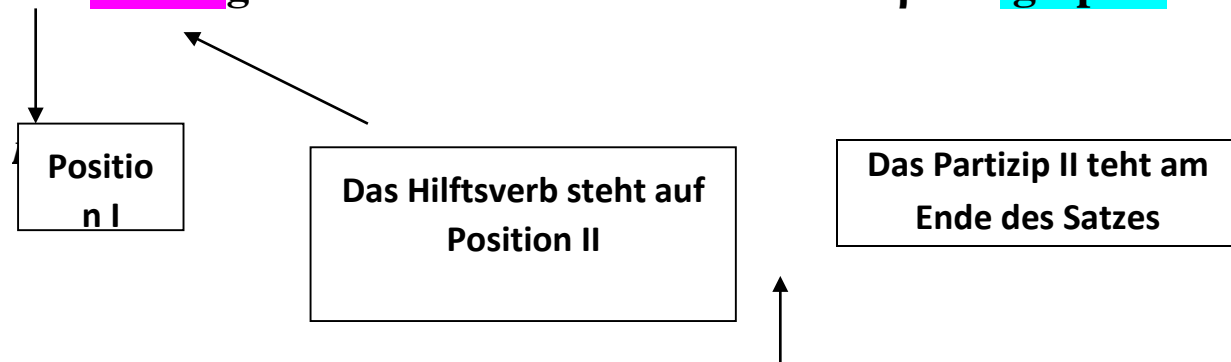 Positio
n I
Das Hilftsverb steht auf
Position II
Das Partizip II teht am
Ende des Satzes